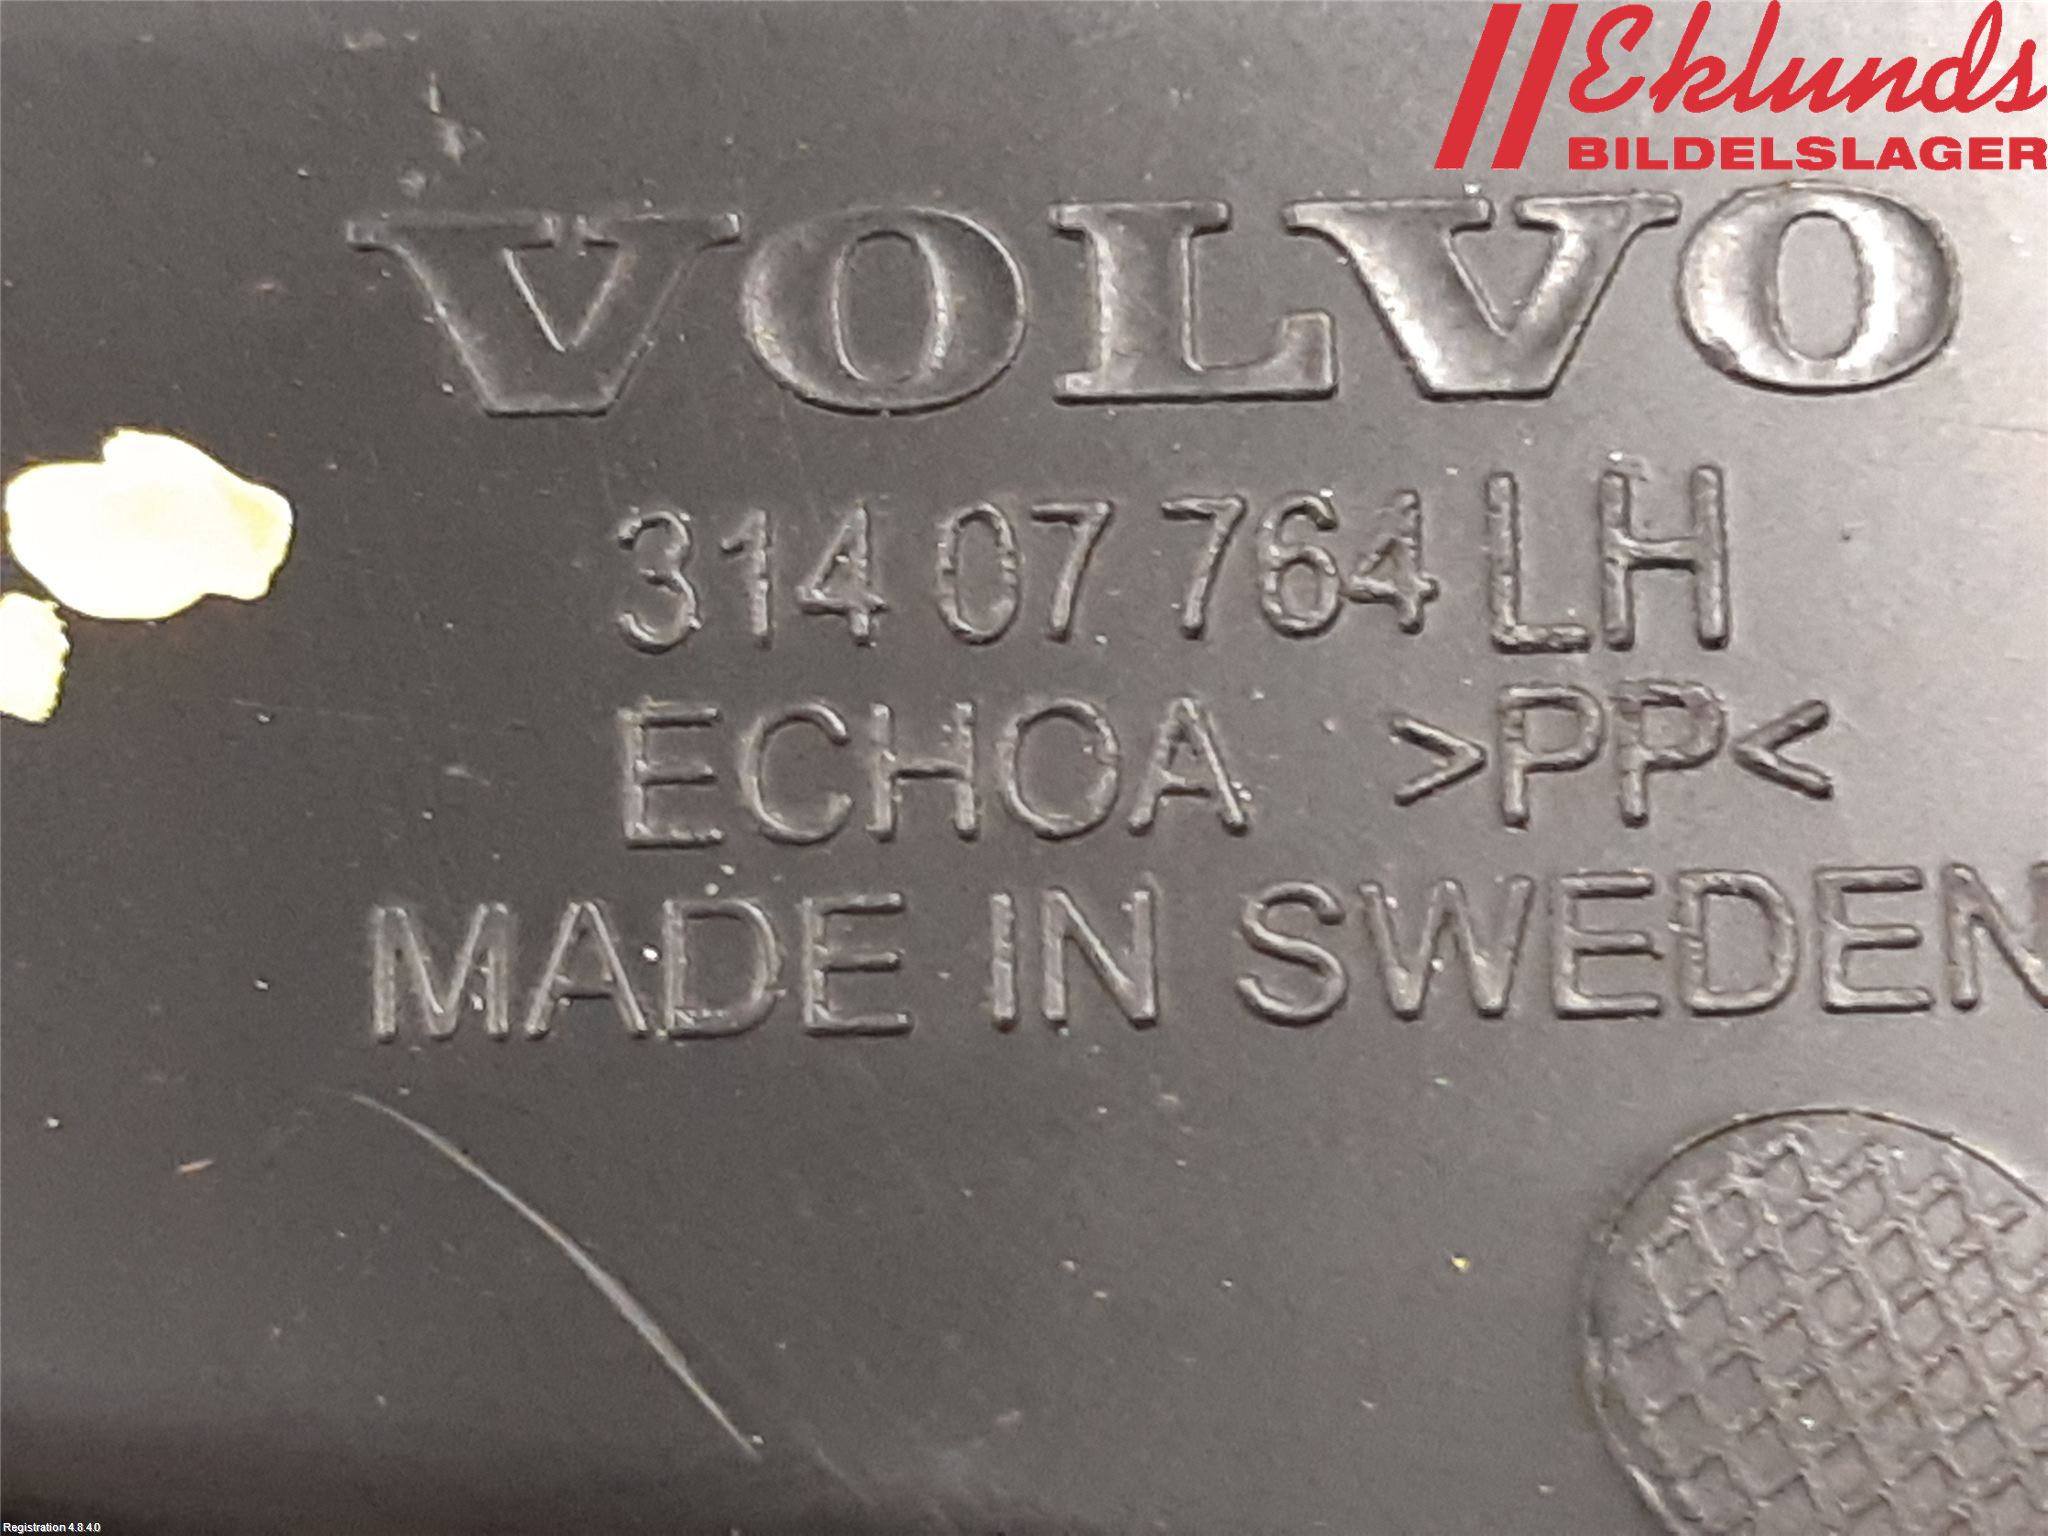 Eklunds
BILDELSLAGER
VOLVO
314 07 764 LH
ECHOA >PP<
MADE IN SWEDEN
Registration 4.8.4.0